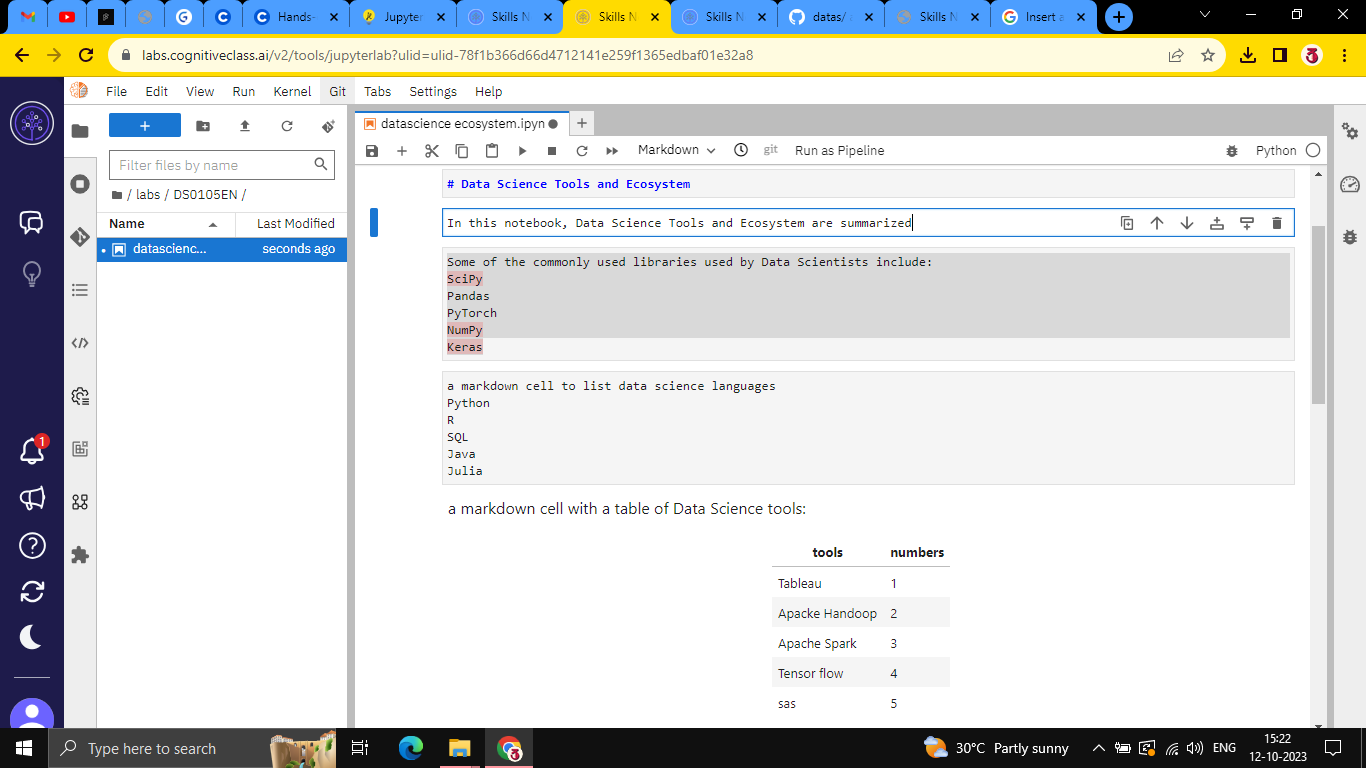 Hands-
Jupyter
Skills N
Skills N
Skills N
datas/
Skills N
Insert a
labs.cognitiveclass.ai/v2/tools/jupyterlab?ulid=ulid-78f1b366d66d4712141e259f1365edbaf01e32a8
File Edit View Run Kernel Git Tabs Settings Help
+
Filter files by name
/ labs / DS0105EN /
Name Last Modified
datascienc... seconds ago
datascience ecosystem.ipyn
Markdown git Run as Pipeline Python
# Data Science Tools and Ecosystem
In this notebook, Data Science Tools and Ecosystem are summarized
Some of the commonly used libraries used by Data Scientists include:
SciPy
Pandas
PyTorch
NumPy
Keras
a markdown cell to list data science languages
Python
R
SQL
Java
Julia
a markdown cell with a table of Data Science tools:
tools numbers
Tableau 1
Apacke Handoop 2
Apache Spark 3
Tensor flow 4
sas 5
1
Type here to search
30°C Partly sunny
ENG
15:22
12-10-2023